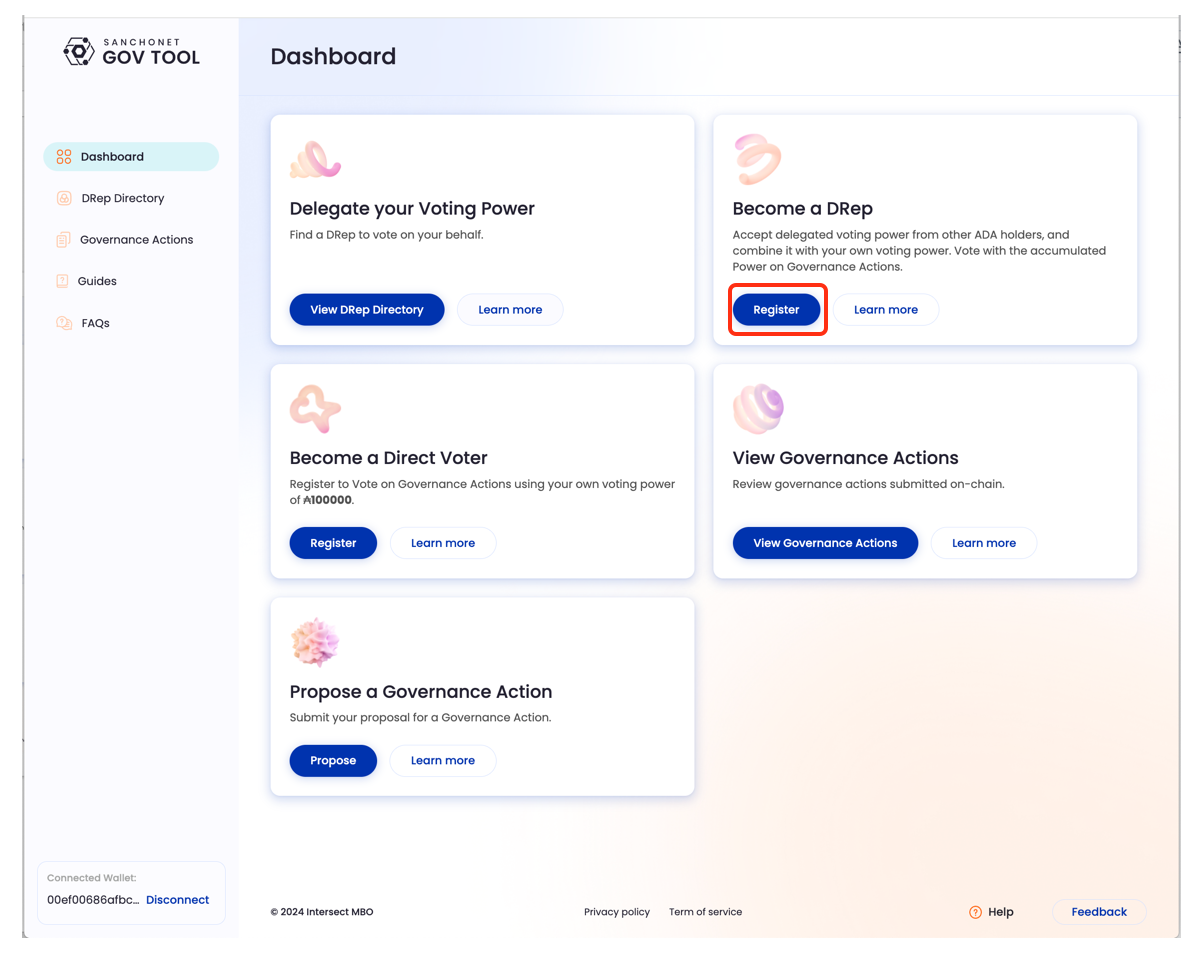 SANCHONET
GOV TOOL
Dashboard
DRep Directory
Governance Actions
Guides
FAQs
Connected Wallet:
00ef00686afbc... Disconnect
Dashboard
Delegate your Voting Power
Find a DRep to vote on your behalf.
View DRep Directory
Learn more
Become a DRep
Accept delegated voting power from other ADA holders, and
combine it with your own voting power. Vote with the accumulated
Power on Governance Actions.
Register
Learn more
Become a Direct Voter
Register to Vote on Governance Actions using your own voting power
of ₳100000.
Register
Learn more
View Governance Actions
Review governance actions submitted on-chain.
View Governance Actions
Learn more
Propose a Governance Action
Submit your proposal for a Governance Action.
Propose
Learn more
© 2024 Intersect MBO
Privacy policy
Term of service
Help
Feedback